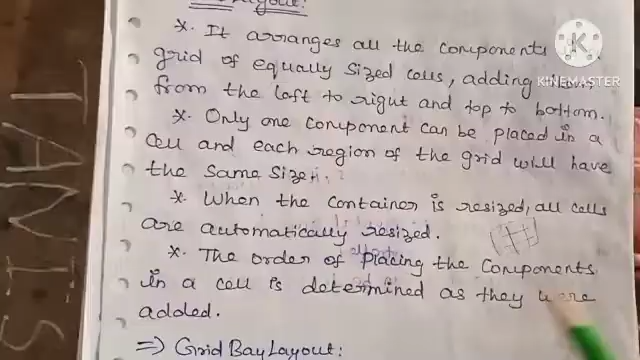 Layout:
* It arranges all the components
grid of equally sized cells, adding
from the left to right and top to bottom.
* Only one component can be placed in a
cell and each region of the grid will have
the same size.
* When the container is resized, all cells
are automatically resized.
* The order of placing the components
in a cell is determined as they were
added.
=> GridBagLayout:
KINEMASTER